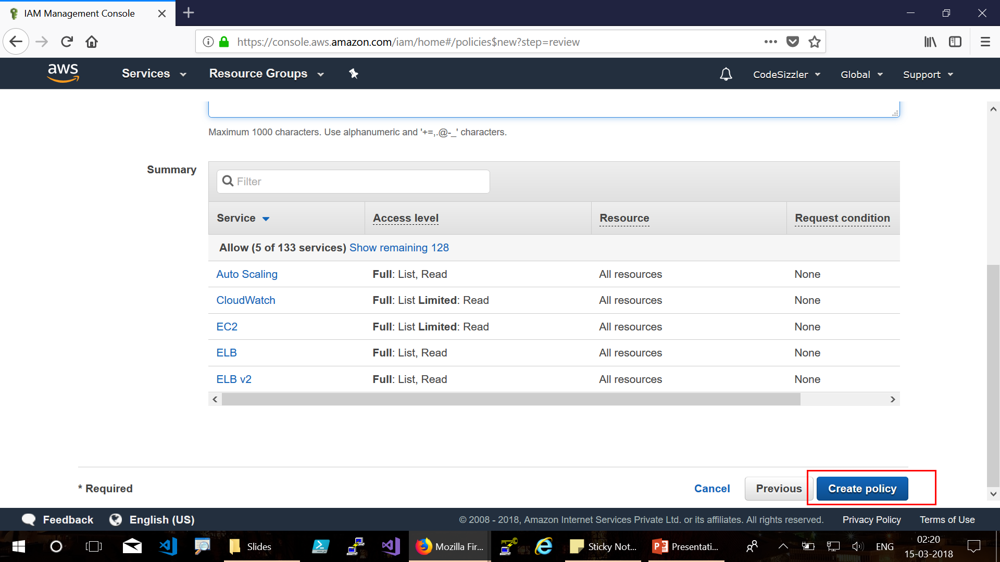 IAM Management Console
https://console.aws.amazon.com/iam/home#/policies$new?step=review
aws Services Resource Groups CodeSizzler Global Support
Maximum 1000 characters. Use alphanumeric and '+=,.@-_' characters.
Summary
Filter
Service Access level Resource Request condition
Allow (5 of 133 services) Show remaining 128
Auto Scaling Full: List, Read All resources None
CloudWatch Full: List Limited: Read All resources None
EC2 Full: List Limited: Read All resources None
ELB Full: List, Read All resources None
ELB v2 Full: List, Read All resources None
* Required Cancel Previous Create policy
Feedback English (US) © 2008 - 2018, Amazon Internet Services Private Ltd. or its affiliates. All rights reserved. Privacy Policy Terms of Use
Slides Mozilla Fir... Sticky Not... Presentati... ENG 02:20
15-03-2018